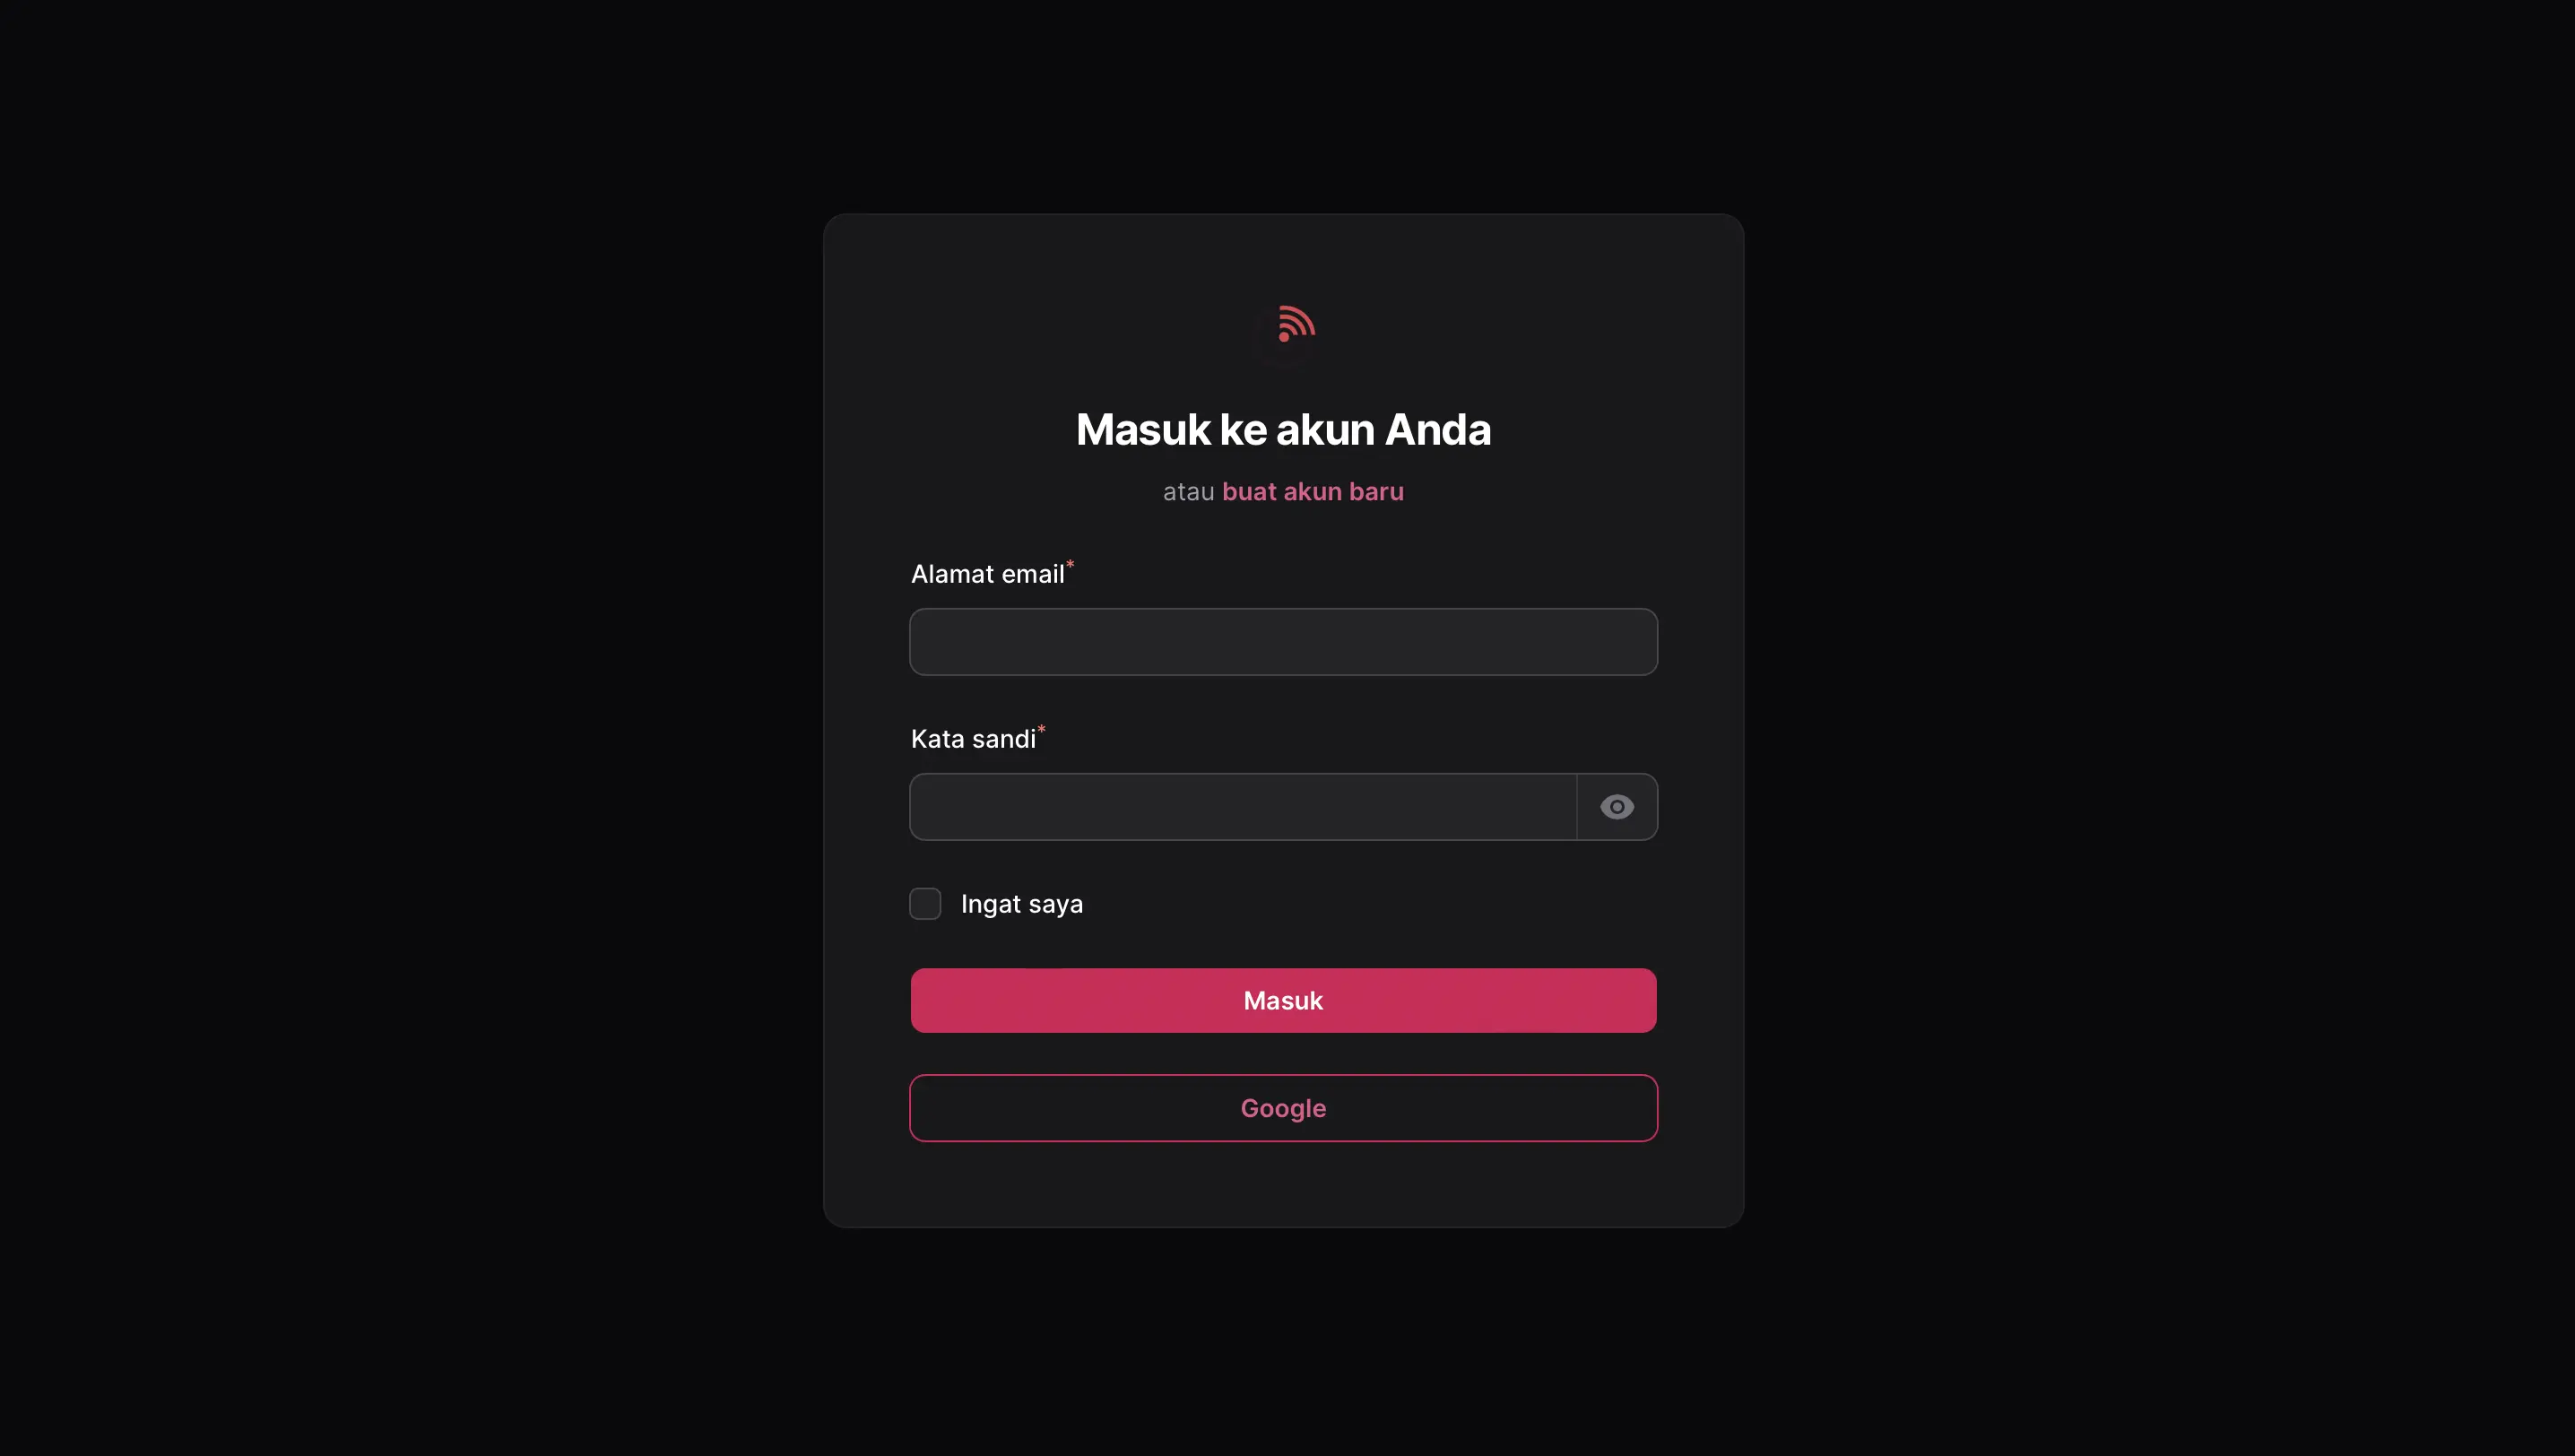 Masuk ke akun Anda
atau buat akun baru
Alamat email*
Kata sandi*
Ingat saya
Masuk
Google